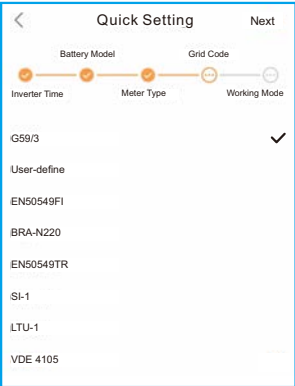 Quick Setting Next
Battery Model Grid Code
Inverter Time Meter Type Working Mode
G59/3
User-define
EN50549FI
BRA-N220
EN50549TR
SI-1
LTU-1
VDE 4105